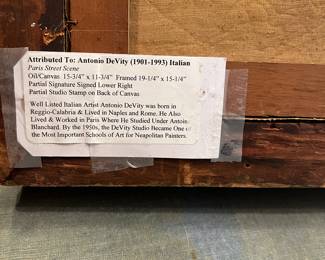 Attributed To: Antonio DeVity (1901-1993) Italian
Paris Street Scene
Oil/Canvas 15-3/4" x 11-3/4" Framed 19-1/4" x 15-1/4"
Partial Signature Signed Lower Right
Partial Studio Stamp on Back of Canvas
Well Listed Italian Artist Antonio DeVity was born in
Reggio-Calabria & Lived in Naples and Rome. He Also
Lived & Worked in Paris Where He Studied Under Antoin
Blanchard. By the 1950s, the DeVity Studio Became One
the Most Important Schools of Art for Neapolitan Painters.